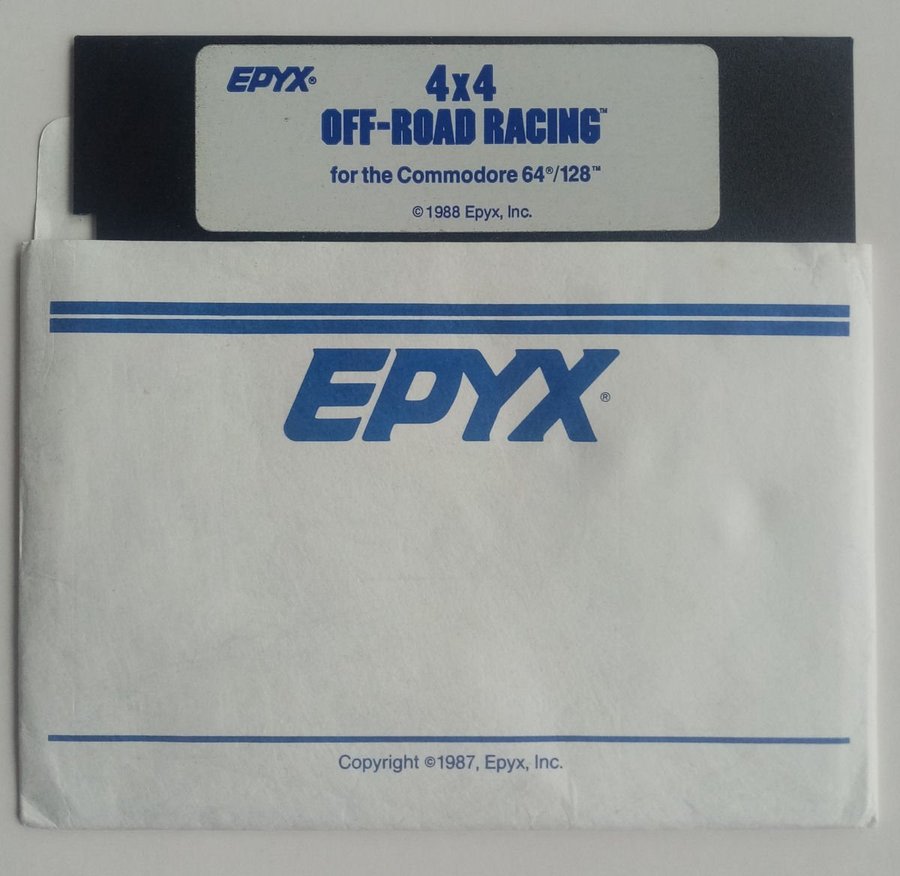 EPYX®
4x4
OFF-ROAD RACING™
for the Commodore 64®/128™
©1988 Epyx, Inc.
EPYX®
Copyright ©1987, Epyx, Inc.